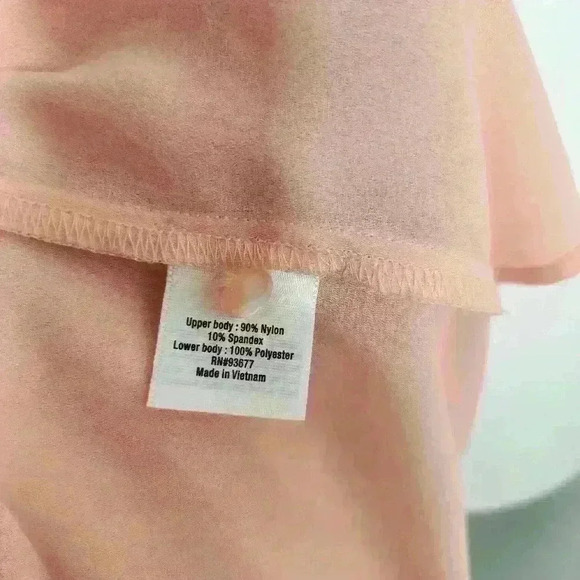 Upper body : 90% Nylon
10% Spandex
Lower body : 100% Polyester
RN#93677
Made in Vietnam